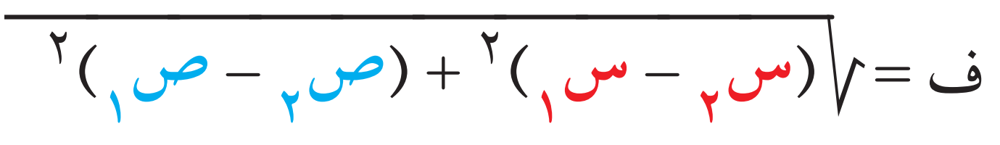 ف = √(س٢ − س١)٢ + (ص٢ − ص١)٢